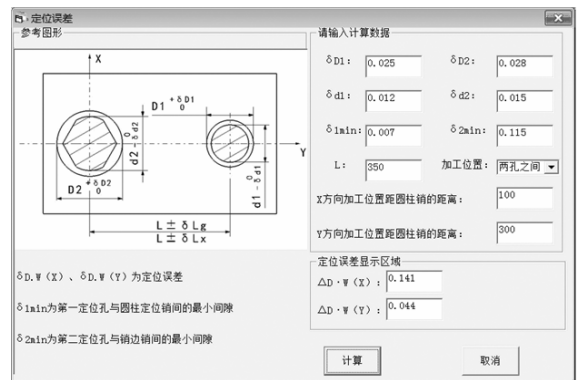 定位误差
参考图形
X
D1 +δD1 0
d2 0 -δd2
Y
D2 +δD2 0
d1 0 -δd1
L±δLg
L±δLx
δD.W(X)、δD.W(Y)为定位误差
δ1min为第一定位孔与圆柱定位销间的最小间隙
δ2min为第二定位孔与销边销间的最小间隙
请输入计算数据
δD1: 0.025 δD2: 0.028
δd1: 0.012 δd2: 0.015
δ1min: 0.007 δ2min: 0.115
L: 350 加工位置: 两孔之间
X方向加工位置距圆柱销的距离: 100
Y方向加工位置距圆柱销的距离: 300
定位误差显示区域
△D·W(X): 0.141
△D·W(Y): 0.044
计算 取消